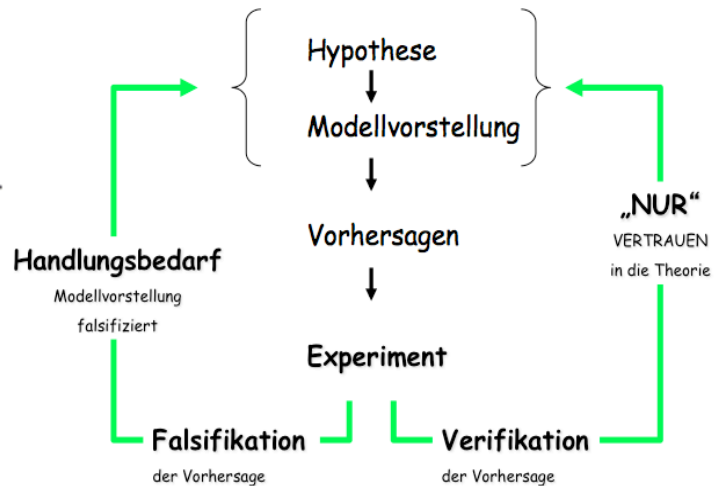 Hypothese
Modellvorstellung
Vorhersagen
Experiment
Falsifikation
der Vorhersage
Handlungsbedarf
Modellvorstellung
falsifiziert
Verifikation
der Vorhersage
„NUR“
VERTRAUEN
in die Theorie